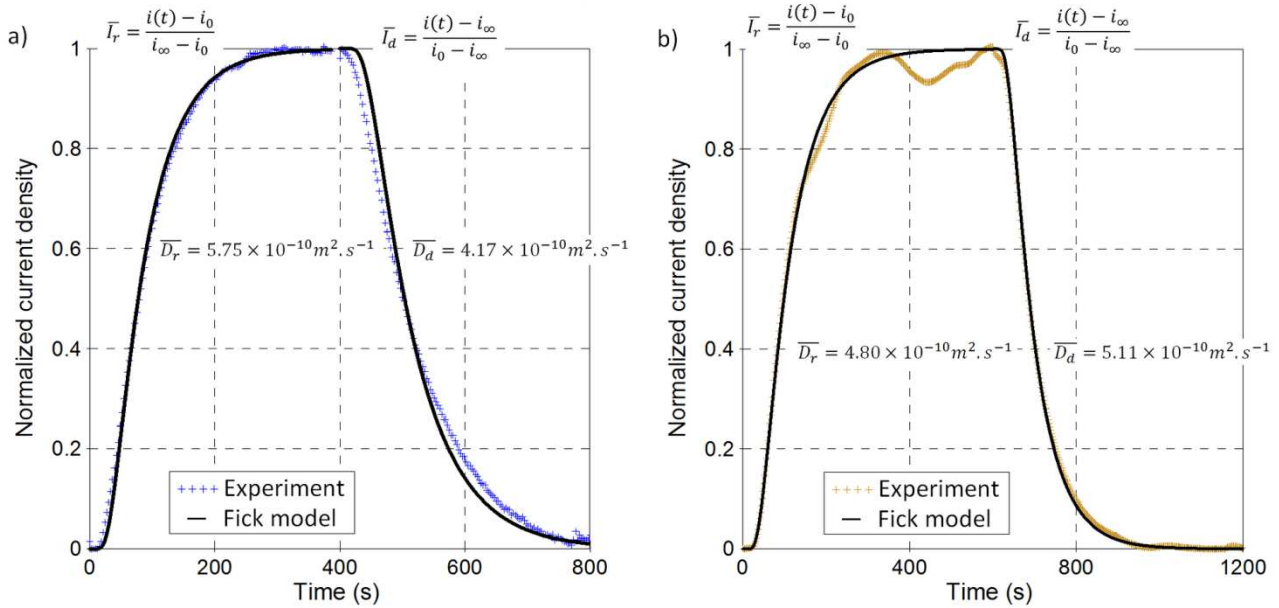 a)
\overline{I_r} = \frac{i(t) - i_0}{i_\infty - i_0}
\overline{I_d} = \frac{i(t) - i_\infty}{i_0 - i_\infty}
Normalized current density
1
0.8
0.6
0.4
0.2
0
\overline{D_r} = 5.75 × 10^{-10} m^2.s^{-1}
\overline{D_d} = 4.17 × 10^{-10} m^2.s^{-1}
++++ Experiment
— Fick model
0 200 400 600 800
Time (s)
b)
\overline{I_r} = \frac{i(t) - i_0}{i_\infty - i_0}
\overline{I_d} = \frac{i(t) - i_\infty}{i_0 - i_\infty}
Normalized current density
1
0.8
0.6
0.4
0.2
0
\overline{D_r} = 4.80 × 10^{-10} m^2.s^{-1}
\overline{D_d} = 5.11 × 10^{-10} m^2.s^{-1}
++++ Experiment
— Fick model
0 400 800 1200
Time (s)